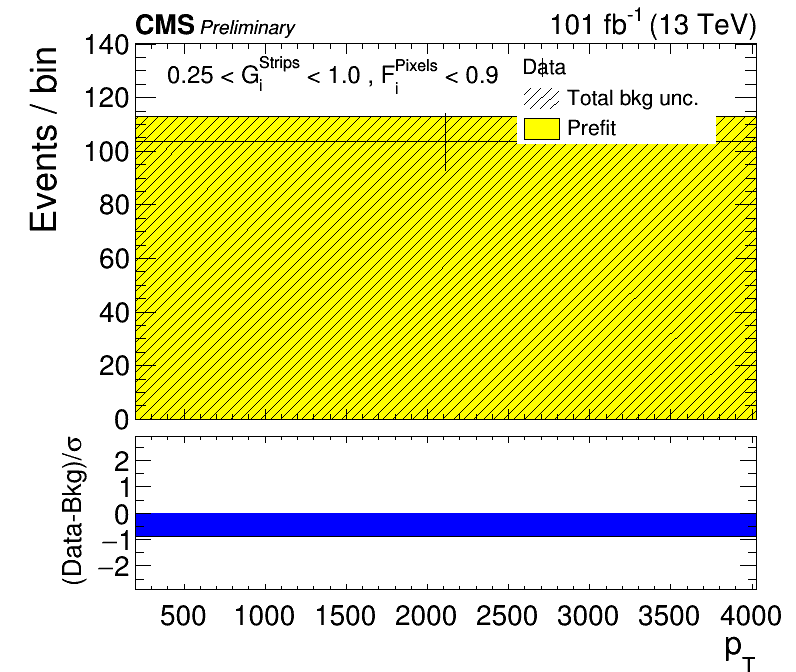 CMS Preliminary 101 fb-1 (13 TeV)
0.25 < GiStrips < 1.0 , FiPixels < 0.9
Data
Total bkg unc.
Prefit
Events / bin
140
120
100
80
60
40
20
0
(Data-Bkg)/σ
2
1
0
−1
−2
500 1000 1500 2000 2500 3000 3500 4000
pT